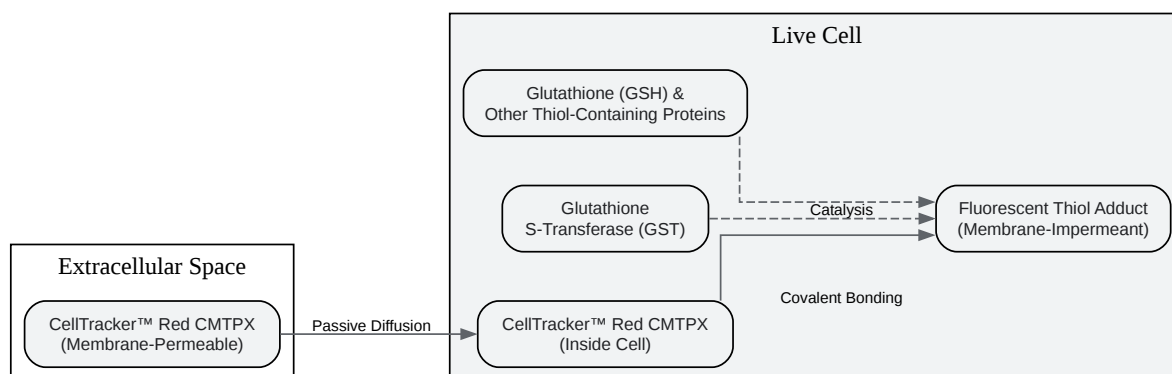 Live Cell
Glutathione (GSH) &
Other Thiol-Containing Proteins
Glutathione
S-Transferase (GST)
Catalysis
Fluorescent Thiol Adduct
(Membrane-Impermeant)
Extracellular Space
CellTracker™ Red CMTPX
(Membrane-Permeable)
Passive Diffusion
CellTracker™ Red CMTPX
(Inside Cell)
Covalent Bonding